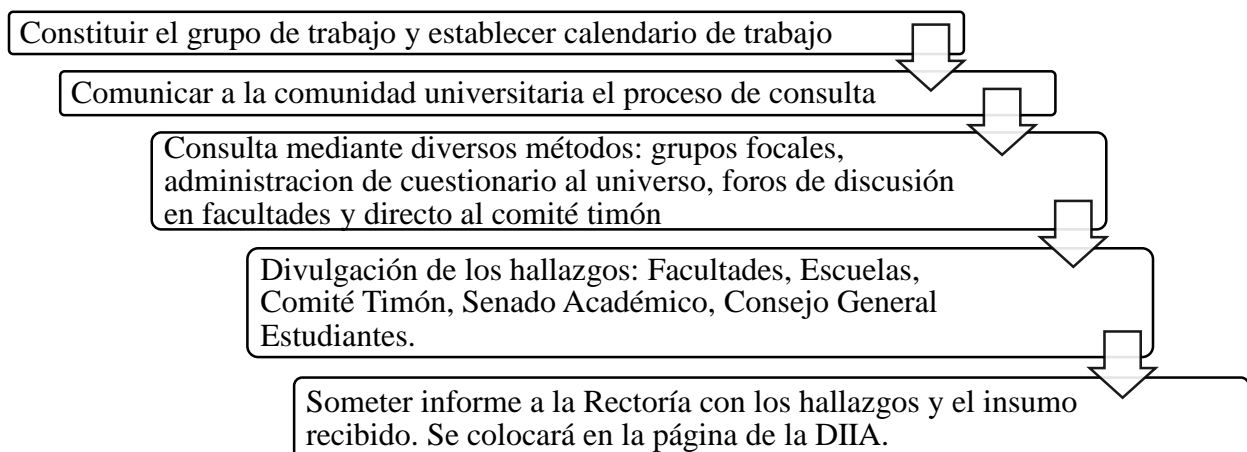 Constituir el grupo de trabajo y establecer calendario de trabajo
Comunicar a la comunidad universitaria el proceso de consulta
Consulta mediante diversos métodos: grupos focales,
administracion de cuestionario al universo, foros de discusión
en facultades y directo al comité timón
Divulgación de los hallazgos: Facultades, Escuelas,
Comité Timón, Senado Académico, Consejo General
Estudiantes.
Someter informe a la Rectoría con los hallazgos y el insumo
recibido. Se colocará en la página de la DIIA.